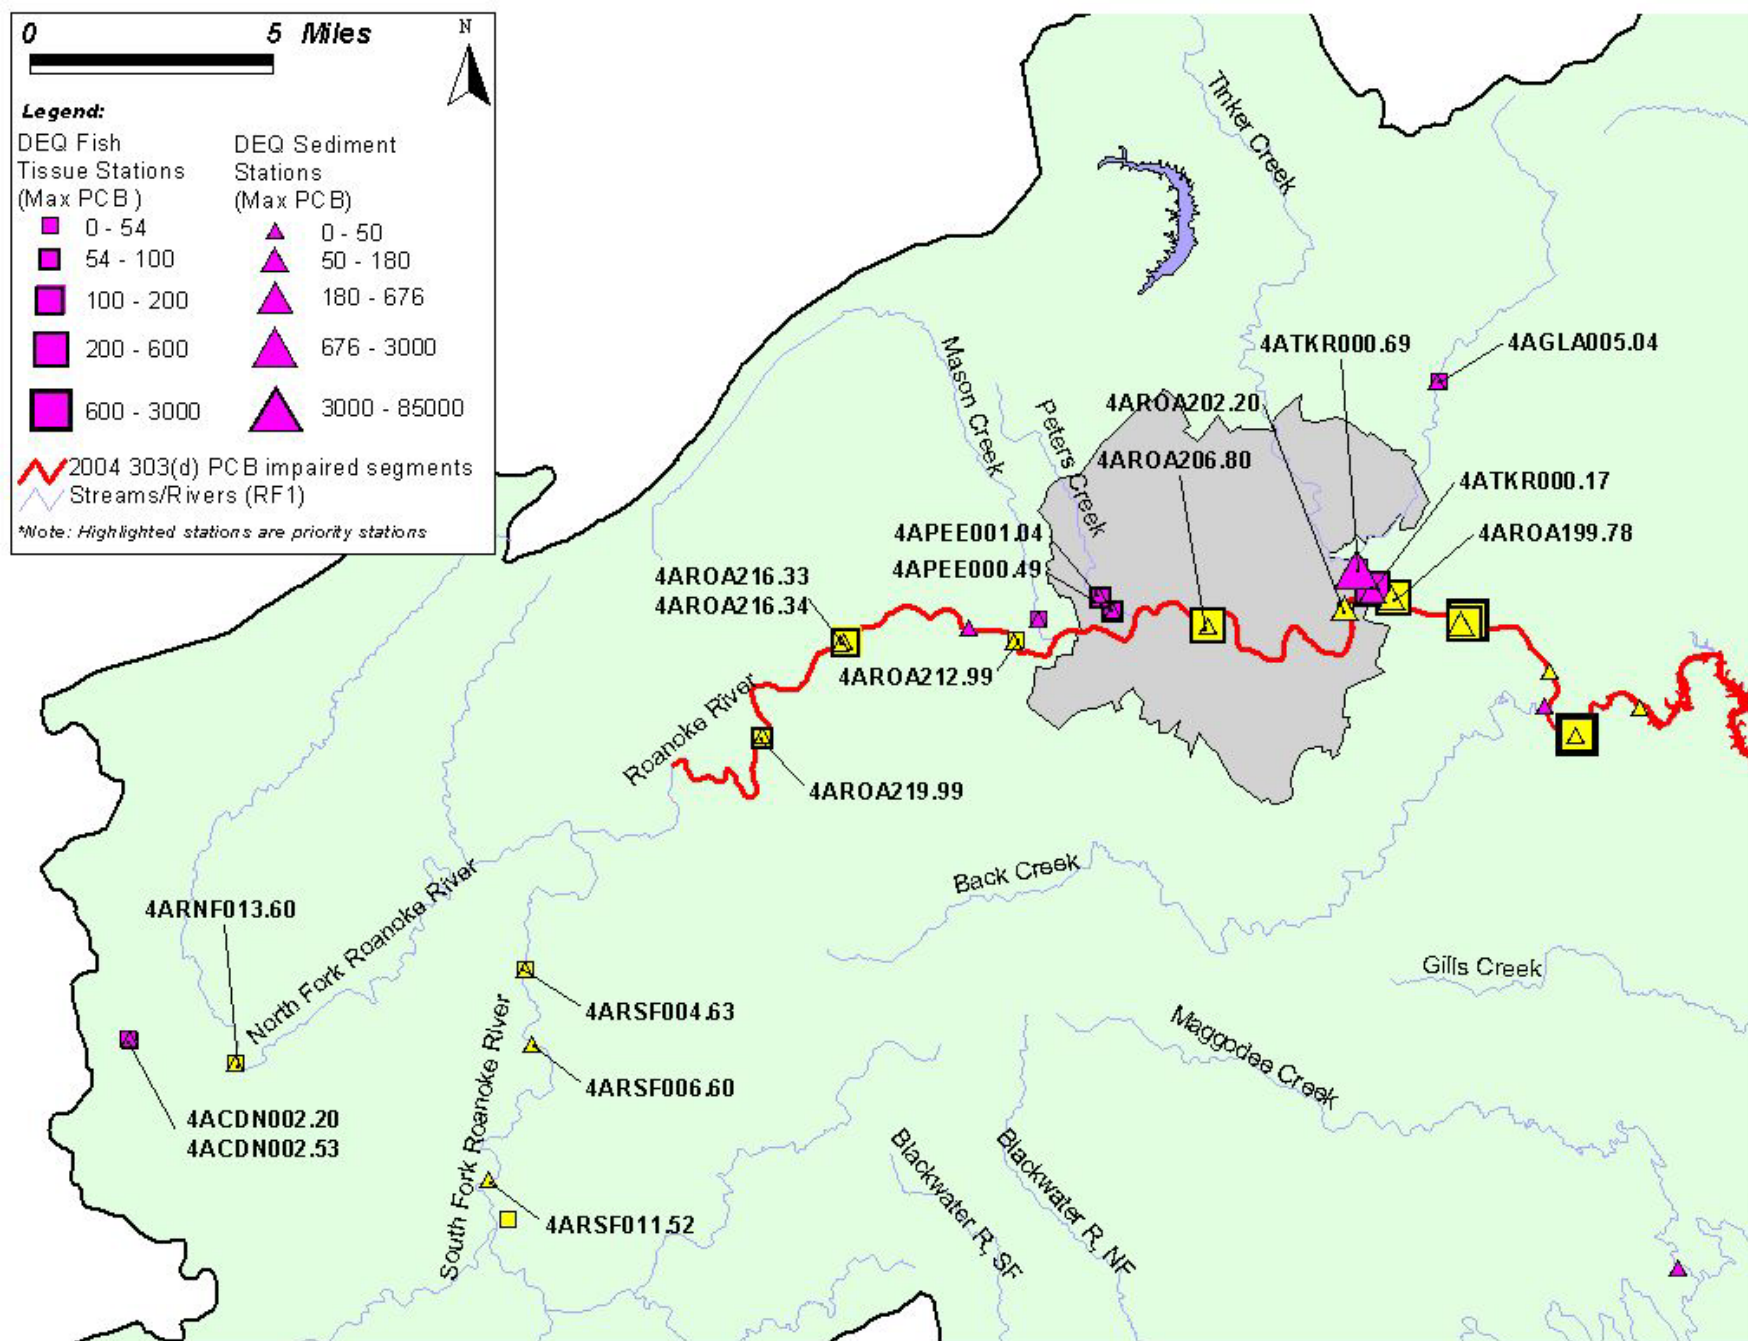 0 5 Miles
N
Legend:
DEQ Fish
Tissue Stations
(Max PCB )
0 - 54
54 - 100
100 - 200
200 - 600
600 - 3000
DEQ Sediment
Stations
(Max PCB)
0 - 50
50 - 180
180 - 676
676 - 3000
3000 - 85000
2004 303(d) PCB impaired segments
Streams/Rivers (RF1)
*Note: Highlighted stations are priority stations
Tinker Creek
4ATKR000.69
4AGLA005.04
Mason Creek
Peters Creek
4AROA202.20
4AROA206.80
4ATKR000.17
4AROA199.78
4APEE001.04
4APEE000.49
4AROA216.33
4AROA216.34
4AROA212.99
Roanoke River
4AROA219.99
Back Creek
4ARNF013.60
North Fork Roanoke River
Gills Creek
4ARSF004.63
Maggodee Creek
4ARSF006.60
4ACDN002.20
4ACDN002.53
South Fork Roanoke River
Blackwater R, SF
Blackwater R, NF
4ARSF011.52